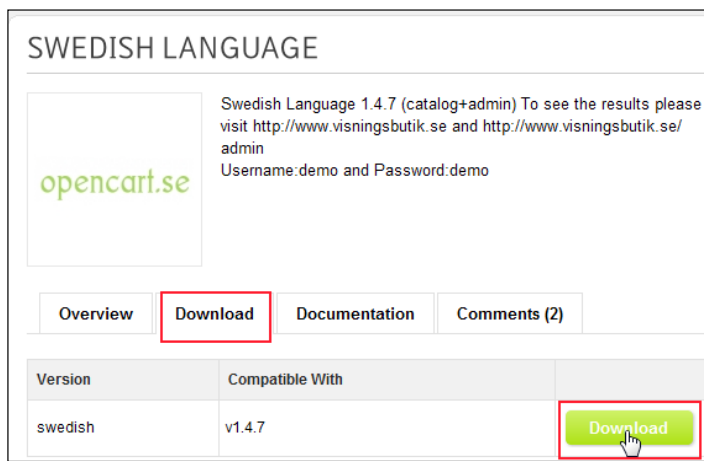 SWEDISH LANGUAGE
opencart.se
Swedish Language 1.4.7 (catalog+admin) To see the results please
visit http://www.visningsbutik.se and http://www.visningsbutik.se/
admin
Username:demo and Password:demo
Overview Download Documentation Comments (2)
Version Compatible With
swedish v1.4.7 Download